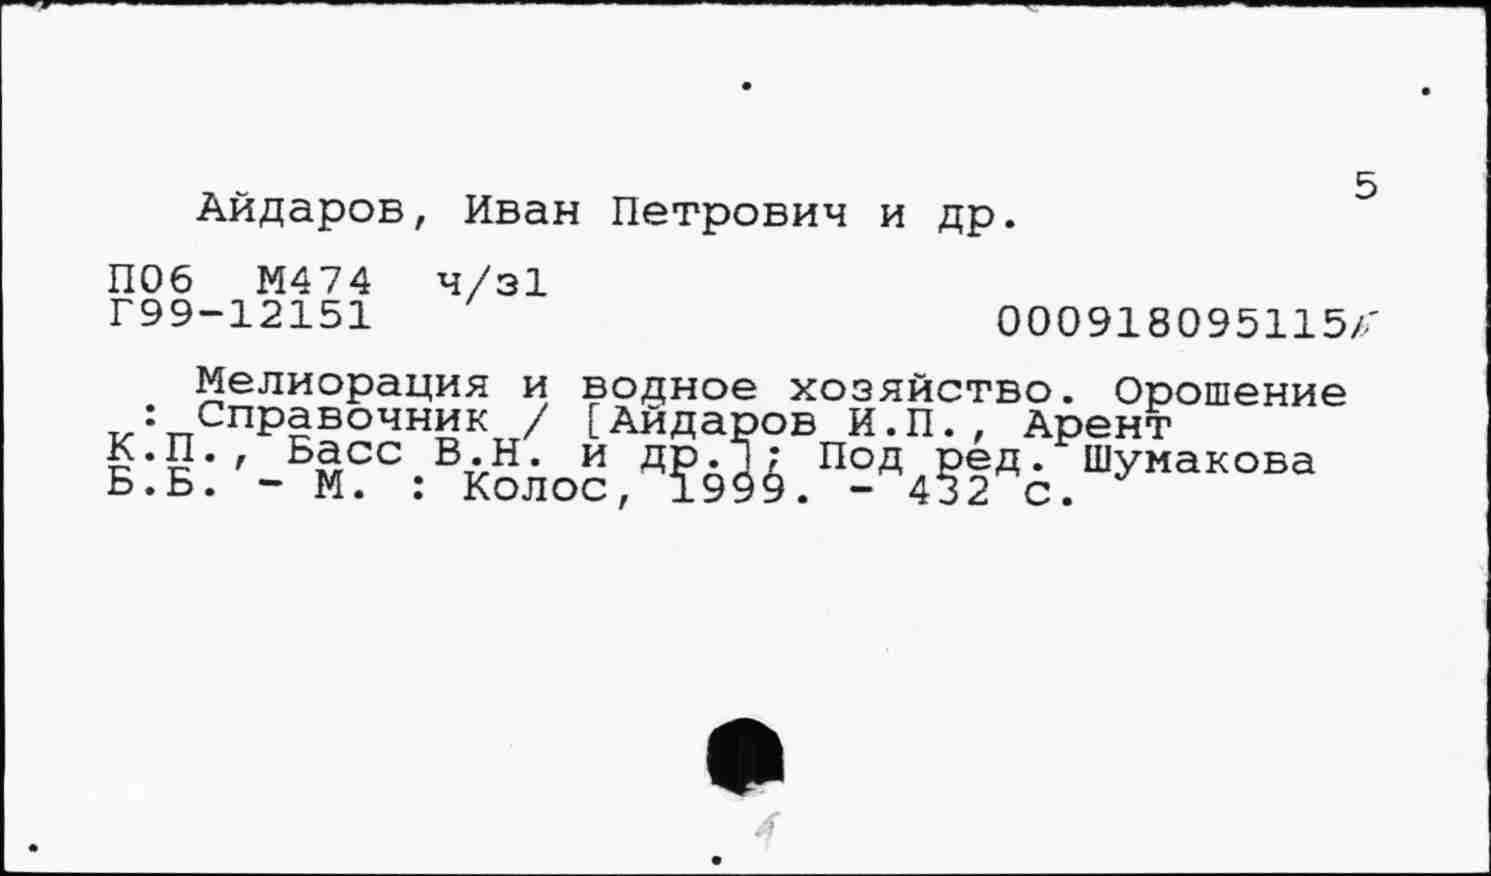 5
Айдаров, Иван Петрович и др.
П06 М474 ч/з1
Г99-12151
000918095115
Мелиорация и водное хозяйство. Орошение
: Справочник / [Айдаров И.П., Арент
К.П., Басс В.Н. и др.]; Под ред. Шумакова
Б.Б. - М. : Колос, 1999. - 432 с.